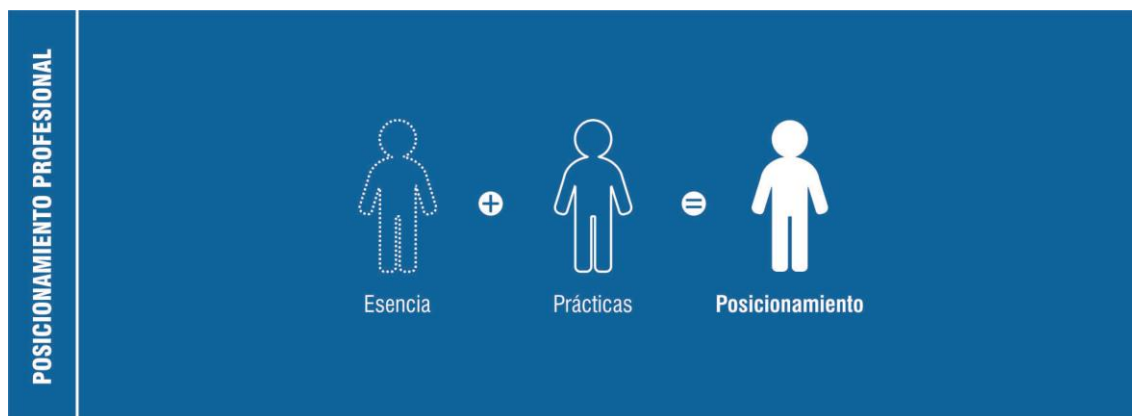 POSICIONAMIENTO PROFESIONAL
Esencia
+
Prácticas
=
Posicionamiento